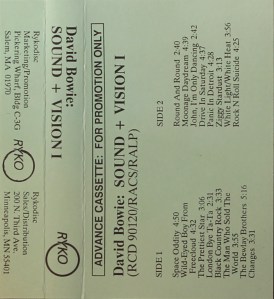 ADVANCE CASSETTE: FOR PROMOTION ONLY
David Bowie: SOUND + VISION I
(RCD 90120/RACS/RALP)
SIDE 1
Space Oddity 4:50
Wild-Eyed Boy From
Freecloud 4:52
The Prettiest Star 3:06
London Bye Ta-Ta 2:31
Black Country Rock 3:33
The Man Who Sold The
World 3:55
The Bewlay Brothers 5:16
Changes 3:31
SIDE 2
Round And Round 2:40
Moonage Daydream 4:39
John, I'm Only Dancing 2:42
Drive in Saturday 4:37
Panic in Detroit 4:28
Ziggy Stardust 3:13
White Light/White Heat 3:56
Rock N Roll Suicide 4:25
RYKO
David Bowie:
SOUND + VISION I
RYKO
Rykodisc
Marketing/Promotion
Pickering Wharf, Bldg C-3G
Salem, MA 01970
Rykodisc
Sales/Distribution
200 N. Third Ave.
Minneapolis, MN 55401